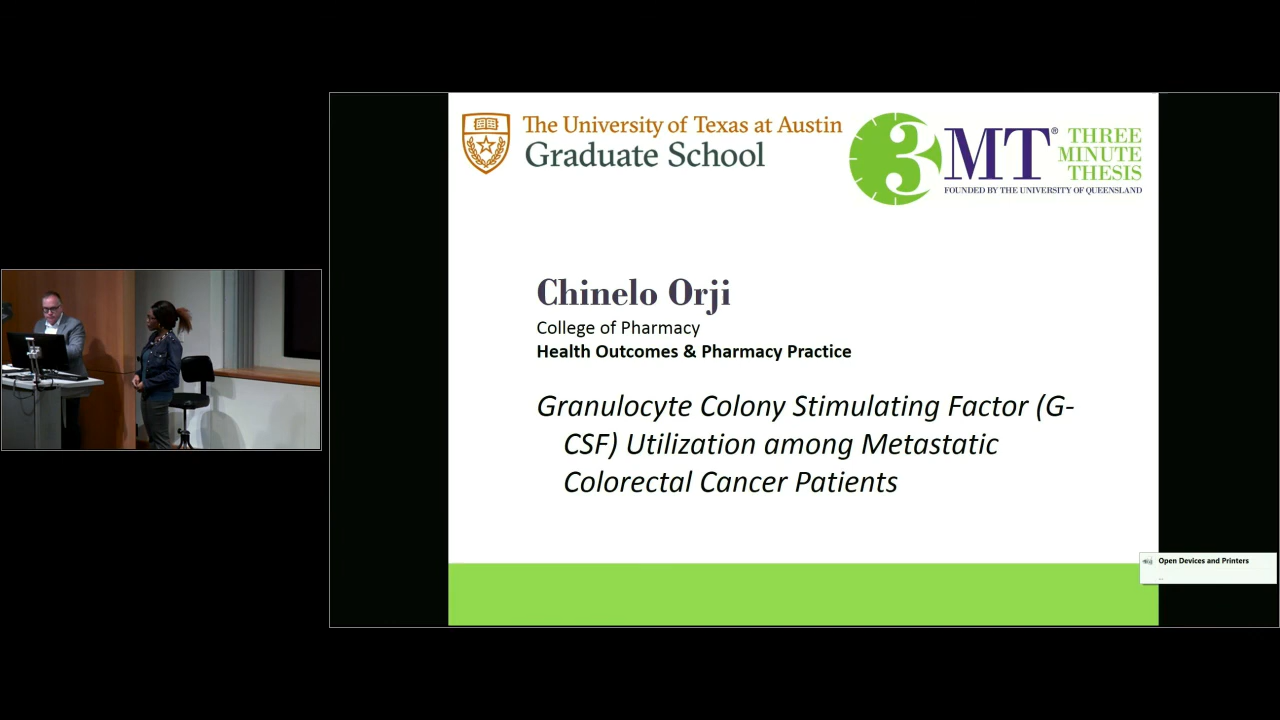 The University of Texas at Austin
Graduate School
3MT® THREE
MINUTE
THESIS
FOUNDED BY THE UNIVERSITY OF QUEENSLAND
Chinelo Orji
College of Pharmacy
Health Outcomes & Pharmacy Practice
Granulocyte Colony Stimulating Factor (G-
CSF) Utilization among Metastatic
Colorectal Cancer Patients
Open Devices and Printers
...